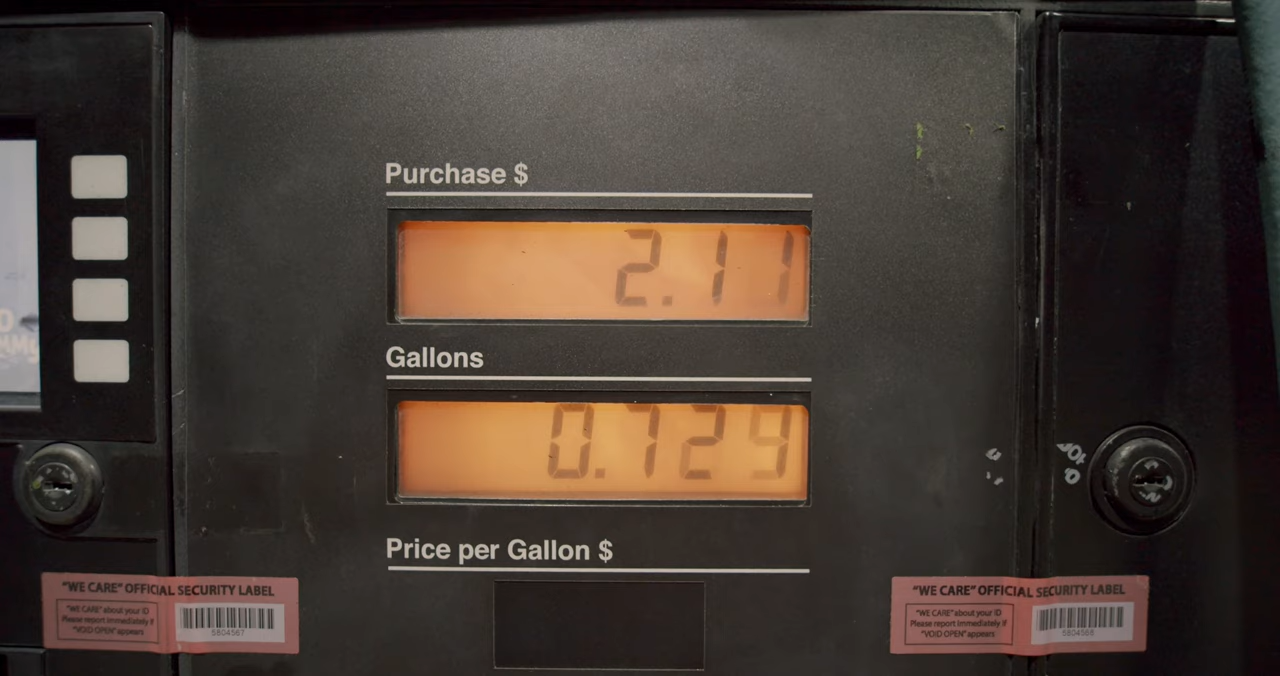 Purchase $
2.11
Gallons
0.729
Price per Gallon $
"WE CARE" OFFICIAL SECURITY LABEL
"WE CARE" about your ID
Please report immediately if
"VOID OPEN" appears
5804567
"WE CARE" OFFICIAL SECURITY LABEL
"WE CARE" about your ID
Please report immediately if
"VOID OPEN" appears
5804568